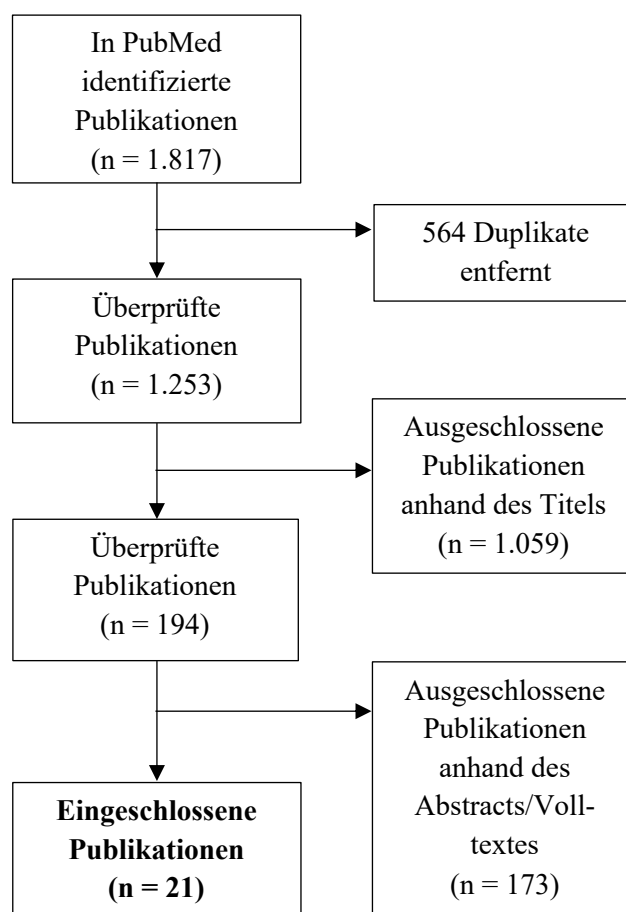 In PubMed
identifizierte
Publikationen
(n = 1.817)
564 Duplikate
entfernt
Überprüfte
Publikationen
(n = 1.253)
Ausgeschlossene
Publikationen
anhand des Titels
(n = 1.059)
Überprüfte
Publikationen
(n = 194)
Ausgeschlossene
Publikationen
anhand des
Abstracts/Voll-
textes
(n = 173)
Eingeschlossene
Publikationen
(n = 21)